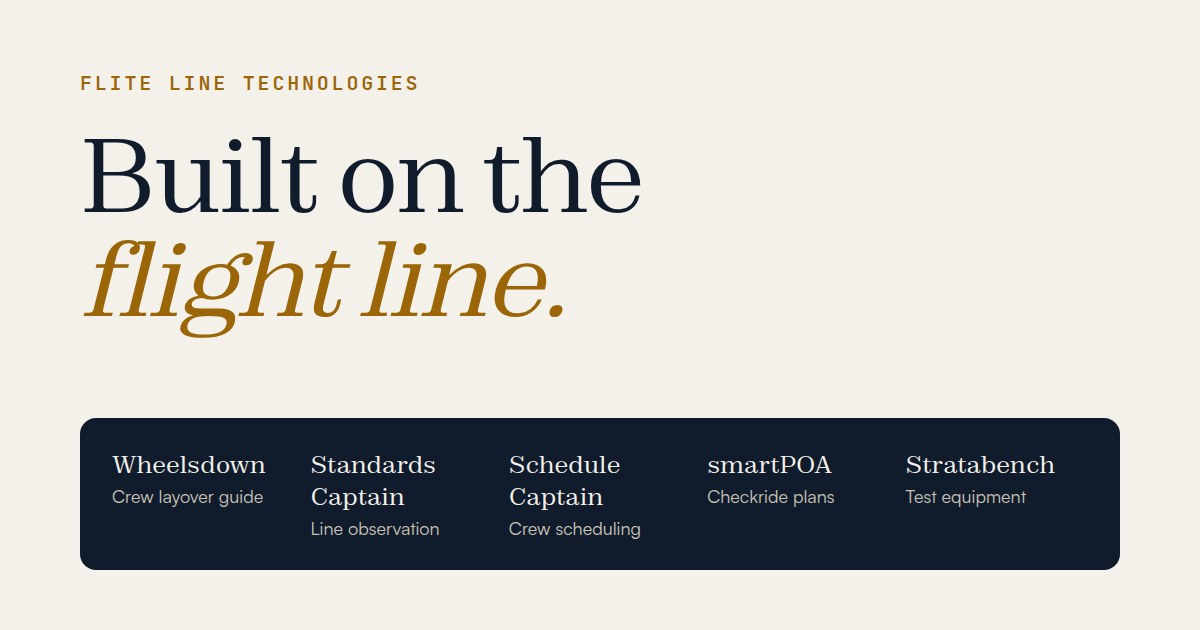 FLITE LINE TECHNOLOGIES
Built on the
flight line.
Wheelsdown
Crew layover guide
Standards
Captain
Line observation
Schedule
Captain
Crew scheduling
smartPOA
Checkride plans
Stratabench
Test equipment